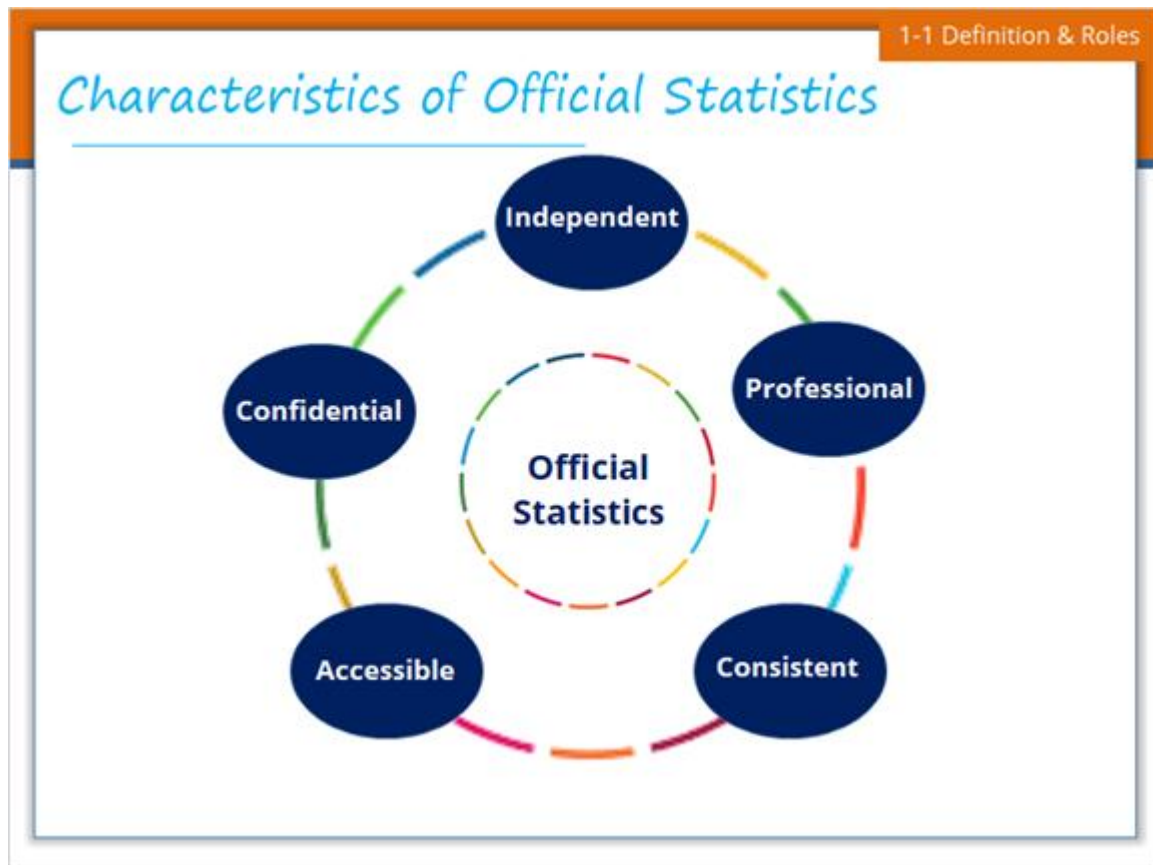 1-1 Definition & Roles
Characteristics of Official Statistics
Independent
Professional
Confidential
Official
Statistics
Accessible
Consistent